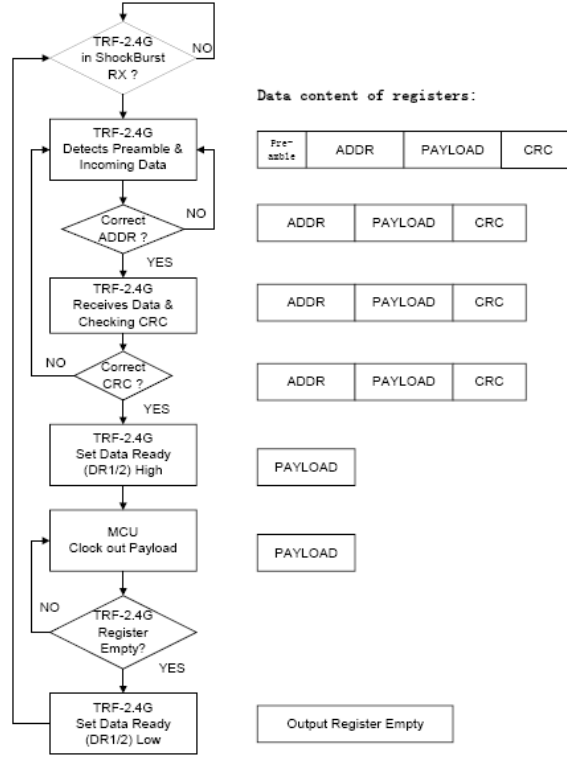 TRF-2.4G
in ShockBurst
RX ?
NO
Data content of registers:
TRF-2.4G
Detects Preamble &
Incoming Data
Pre-
amble
ADDR
PAYLOAD
CRC
Correct
ADDR ?
NO
YES
ADDR
PAYLOAD
CRC
TRF-2.4G
Receives Data &
Checking CRC
ADDR
PAYLOAD
CRC
NO
Correct
CRC ?
YES
ADDR
PAYLOAD
CRC
TRF-2.4G
Set Data Ready
(DR1/2) High
PAYLOAD
MCU
Clock out Payload
PAYLOAD
NO
TRF-2.4G
Register
Empty?
YES
TRF-2.4G
Set Data Ready
(DR1/2) Low
Output Register Empty